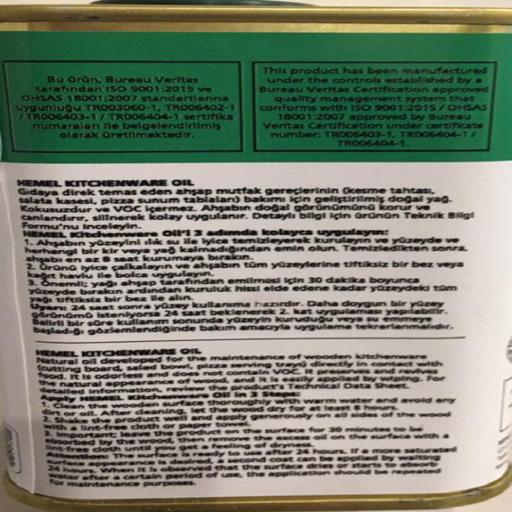 Bu ürün, Bureau Veritas
tarafından ISO 9001:2015 ve
OHSAS 18001:2007 standartlarına
uygunluğu TR003060-1, TR006402-1
/ TR006403-1 / TR006404-1 sertifika
numaraları ile belgelendirilmiş
olarak üretilmektedir.
This product has been manufactured
under the controls established by a
Bureau Veritas Certification approved
quality management system that
conforms with ISO 9001:2015 / OHSAS
18001:2007 approved by Bureau
Veritas Certification under certificate
number: TR006403-1, TR006404-1 /
TR006404-1.
HEMEL KITCHENWARE OIL
Gıdaya direk temas eden ahşap mutfak gereçlerinin (kesme tahtası,
salata kasesi, pizza sunum tablaları) bakımı için geliştirilmiş doğal yağ.
Kokusuzdur ve VOC içermez. Ahşabın doğal görünümünü korur ve
canlandırır, silinerek kolay uygulanır. Detaylı bilgi için ürünün Teknik Bilgi
Formu'nu inceleyin.
HEMEL Kitchenware Oil'i 3 adımda kolayca uygulayın:
1. Ahşabın yüzeyini ılık su ile iyice temizleyerek kurulayın ve yüzeyde ve
herhangi bir kir veya yağ kalmadığından emin olun. Temizledikten sonra,
ahşabı en az 8 saat kurumaya bırakın.
2. Ürünü iyice çalkalayın ve ahşabın tüm yüzeylerine tiftiksiz bir bez veya
kağıt havlu ile bolca uygulayın.
3. Önemli; yağı ahşap tarafından emilmesi için 30 dakika boyunca
yüzeyde bırakın ardından kuruluk hissi elde edene kadar yüzeydeki tüm
yağı tiftiksiz bir bez ile alın.
Uyarı: 24 saat sonra yüzey kullanıma hazırdır. Daha doygun bir yüzey
görünümü isteniyorsa 24 saat beklenerek 2. kat uygulaması yapılabilir.
Belirli bir süre kullanım sonunda yüzeyin kuruduğu veya su emmeye
başladığı gözlemlendiğinde bakım amacıyla uygulama tekrarlanmalıdır.
HEMEL KITCHENWARE OIL
Natural oil developed for the maintenance of wooden kitchenware
(cutting board, salad bowl, pizza serving trays) directly in contact with
food. It is odorless and does not contain VOC. It preserves and revives
the natural appearance of wood, and it is easily applied by wiping. For
detailed information, review the product's Technical Data Sheet.
Apply HEMEL Kitchenware Oil in 3 Steps:
1. Clean the wooden surface thoroughly with warm water and avoid any
dirt or oil. After cleaning, let the wood dry for at least 8 hours.
2. Shake the product well and apply generously on all sides of the wood
with a lint-free cloth or paper towel.
3. Important; leave the product on the surface for 30 minutes to be
absorbed by the wood, then remove the excess oil on the surface with a
lint-free cloth until you get a feeling of dryness.
Attention: The surface is ready to use after 24 hours. If a more saturated
surface appearance is desired, a second coat can be applied by waiting
24 hours. When it is observed that the surface dries or starts to absorb
water after a certain period of use, the application should be repeated
for maintenance purposes.